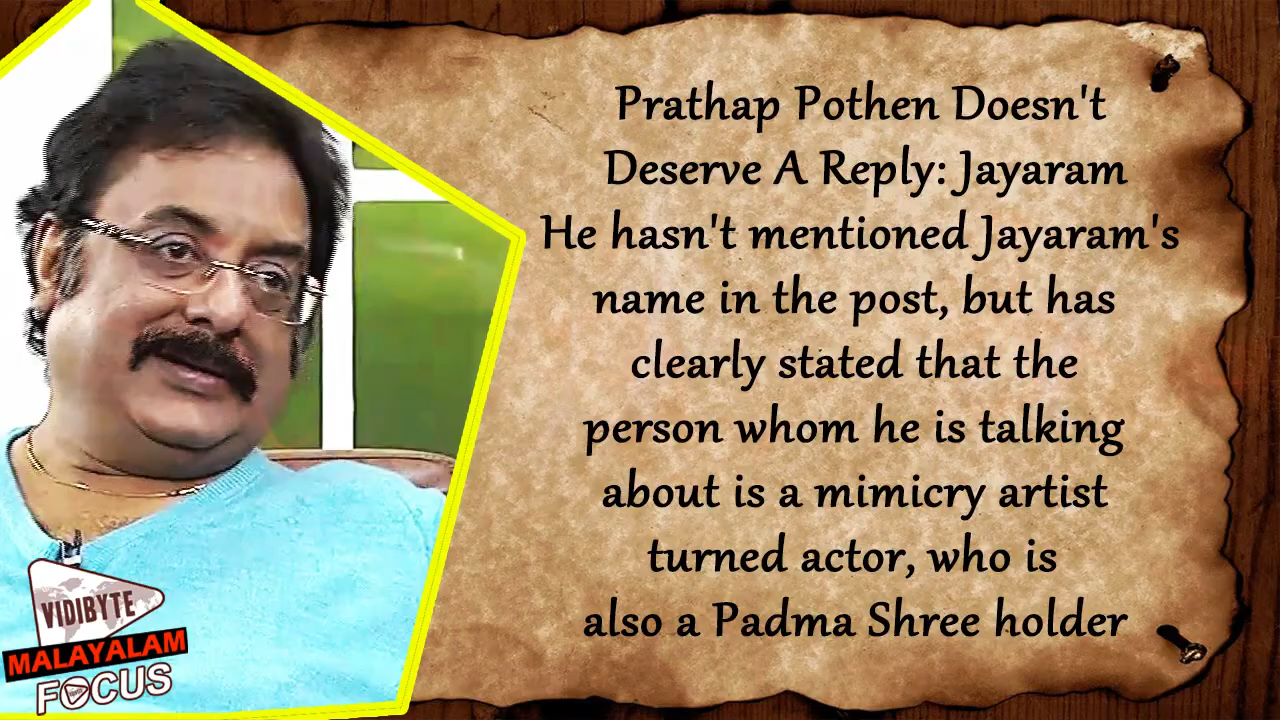 Prathap Pothen Doesn't
Deserve A Reply: Jayaram
He hasn't mentioned Jayaram's
name in the post, but has
clearly stated that the
person whom he is talking
about is a mimicry artist
turned actor, who is
also a Padma Shree holder
VIDIBYTE
MALAYALAM
FOCUS